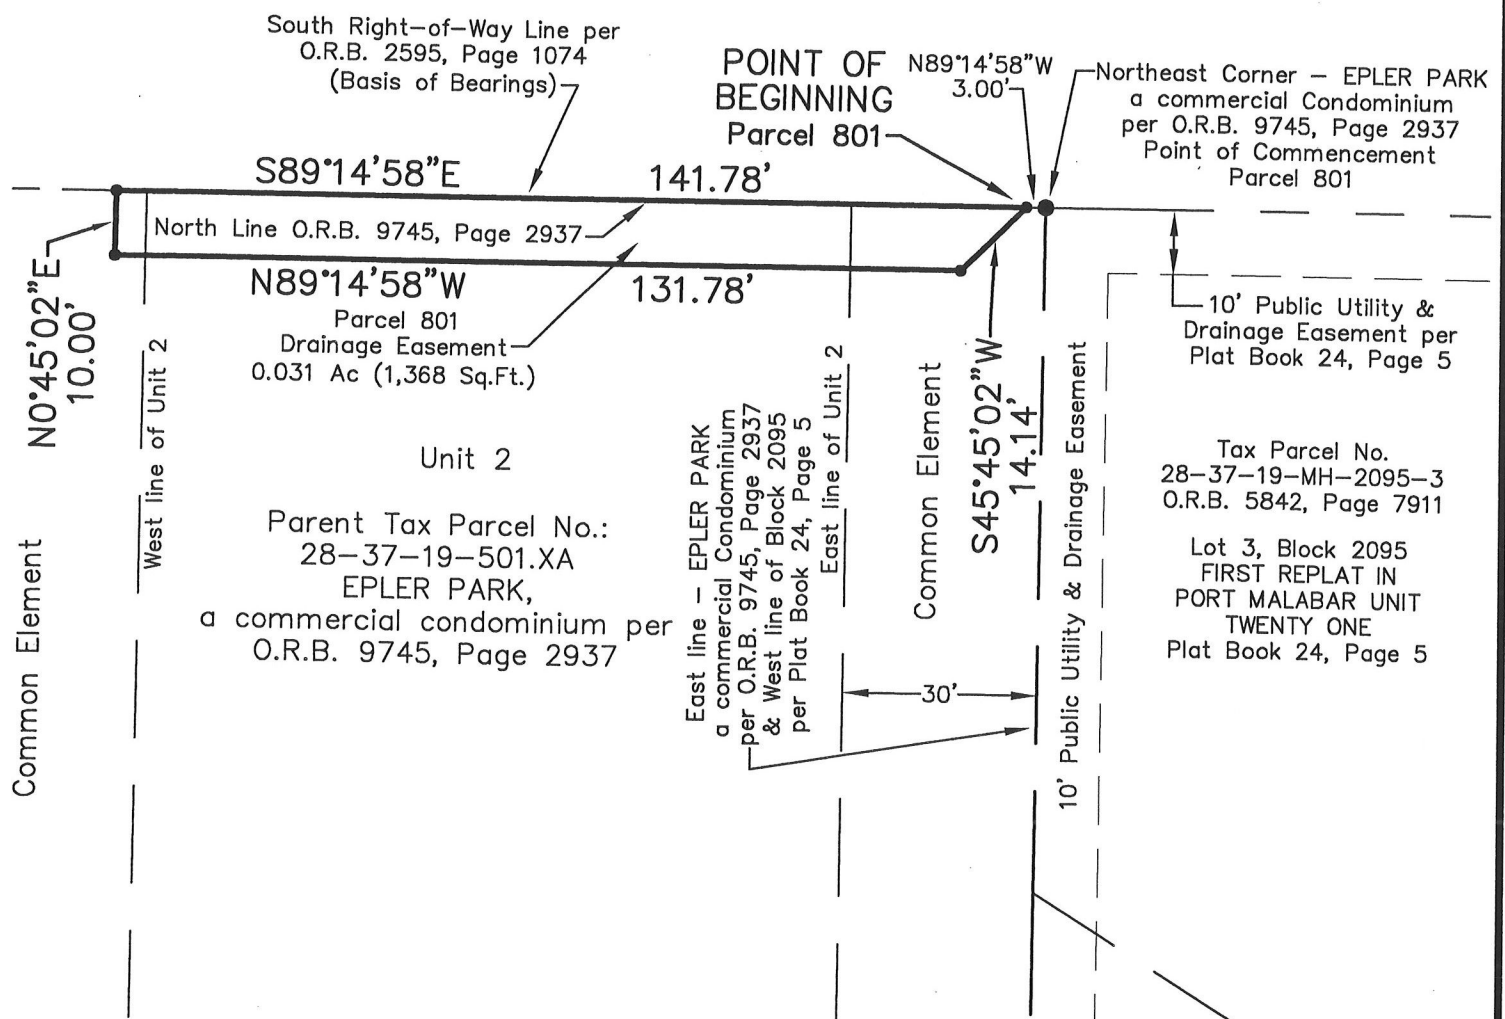 South Right-of-Way Line per
O.R.B. 2595, Page 1074
(Basis of Bearings)
POINT OF
BEGINNING
Parcel 801
N89°14'58"W
3.00'
Northeast Corner - EPLER PARK
a commercial Condominium
per O.R.B. 9745, Page 2937
Point of Commencement
Parcel 801
S89°14'58"E
141.78'
North Line O.R.B. 9745, Page 2937
N89°14'58"W
131.78'
Parcel 801
Drainage Easement
0.031 Ac (1,368 Sq.Ft.)
N0°45'02"E
10.00'
West line of Unit 2
Common Element
Unit 2
Parent Tax Parcel No.:
28-37-19-501.XA
EPLER PARK,
a commercial condominium per
O.R.B. 9745, Page 2937
East line - EPLER PARK
a commercial Condominium
per O.R.B. 9745, Page 2937
& West line of Block 2095
per Plat Book 24, Page 5
East line of Unit 2
Common Element
S45°45'02"W
14.14'
30'
10' Public Utility & Drainage Easement
10' Public Utility &
Drainage Easement per
Plat Book 24, Page 5
Tax Parcel No.
28-37-19-MH-2095-3
O.R.B. 5842, Page 7911
Lot 3, Block 2095
FIRST REPLAT IN
PORT MALABAR UNIT
TWENTY ONE
Plat Book 24, Page 5